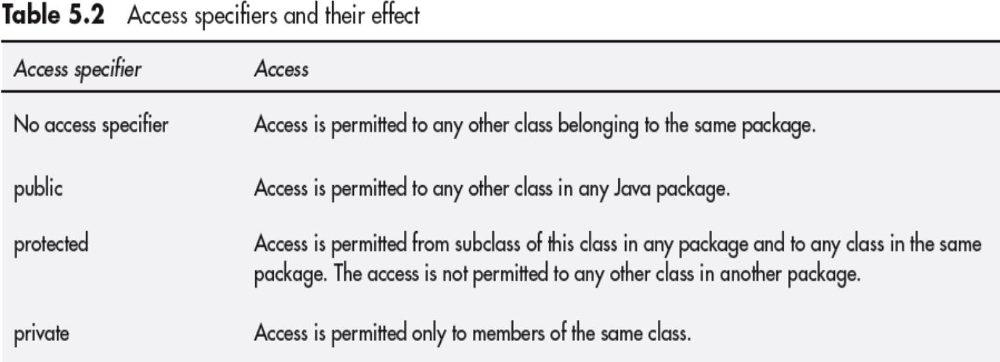 Table 5.2 Access specifiers and their effect
Access specifier Access
No access specifier Access is permitted to any other class belonging to the same package.
public Access is permitted to any other class in any Java package.
protected Access is permitted from subclass of this class in any package and to any class in the same
package. The access is not permitted to any other class in another package.
private Access is permitted only to members of the same class.